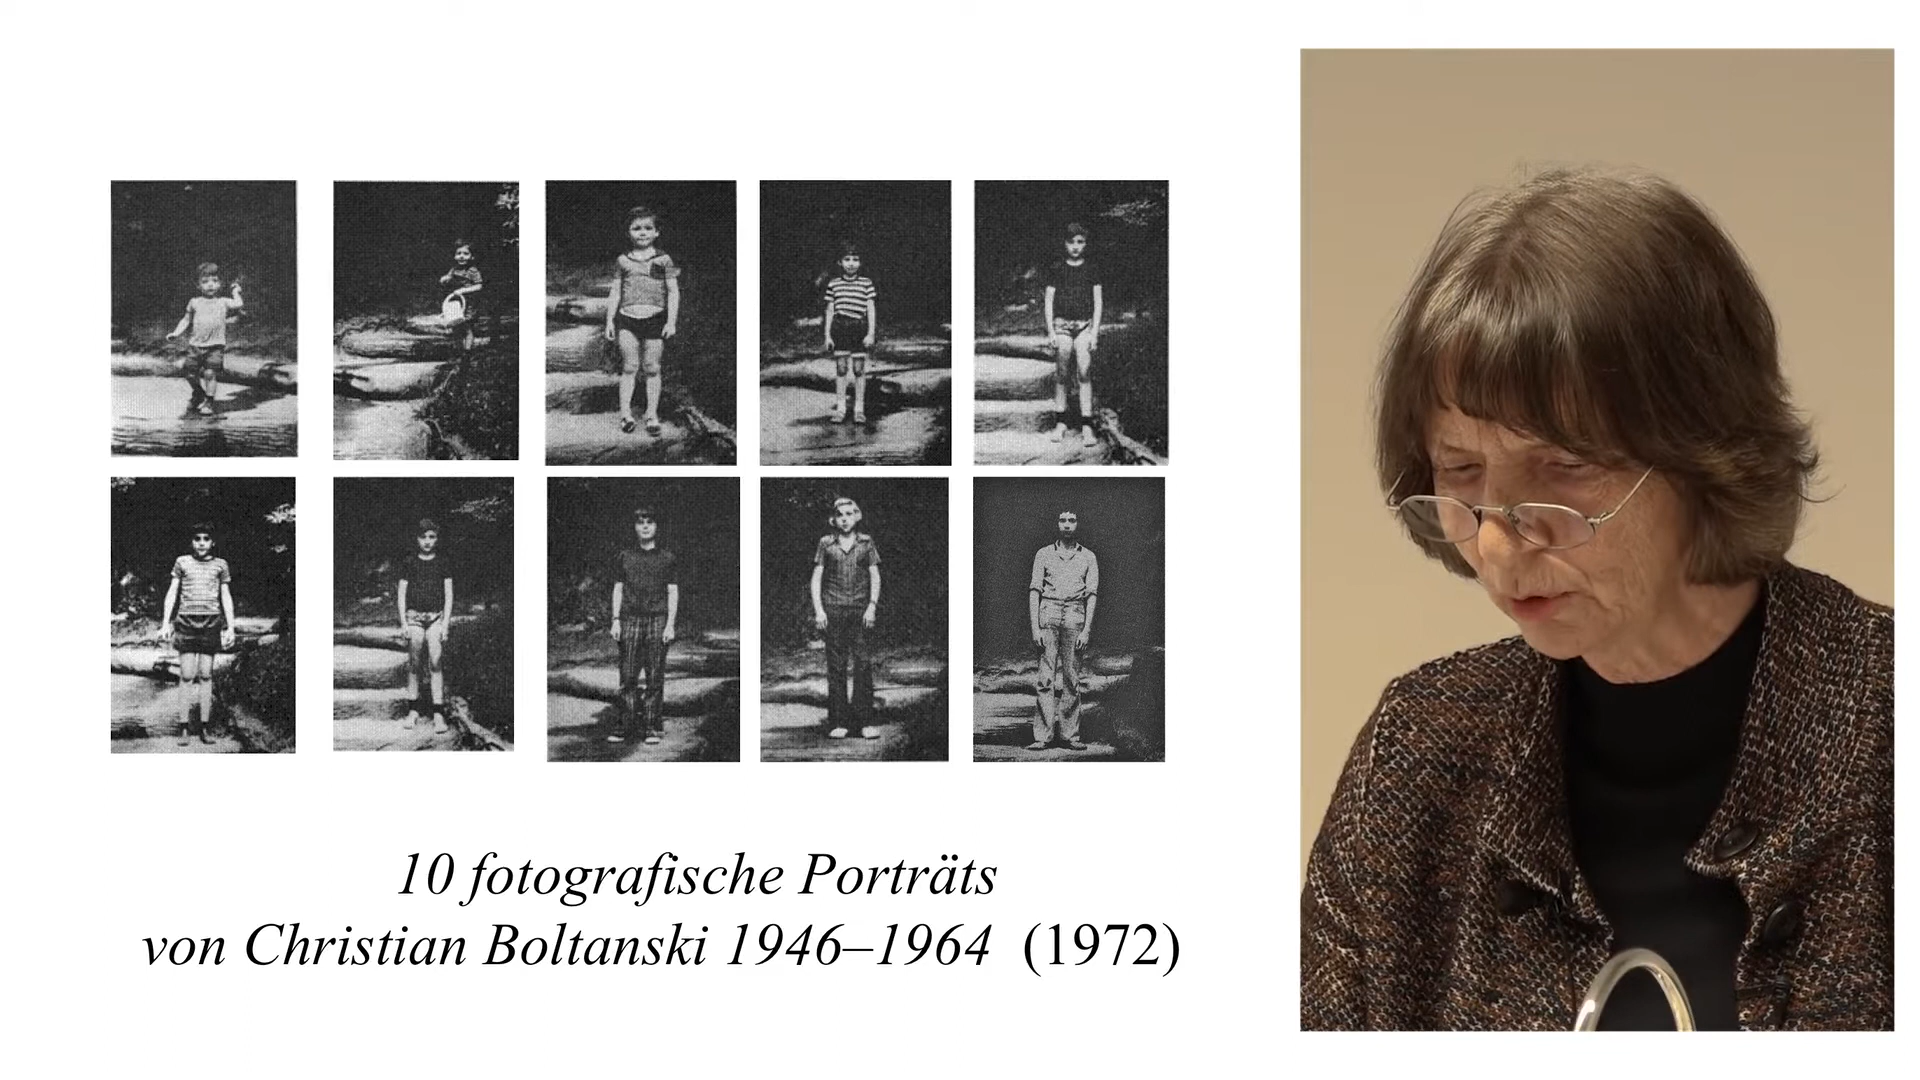 10 fotografische Porträts
von Christian Boltanski 1946–1964 (1972)